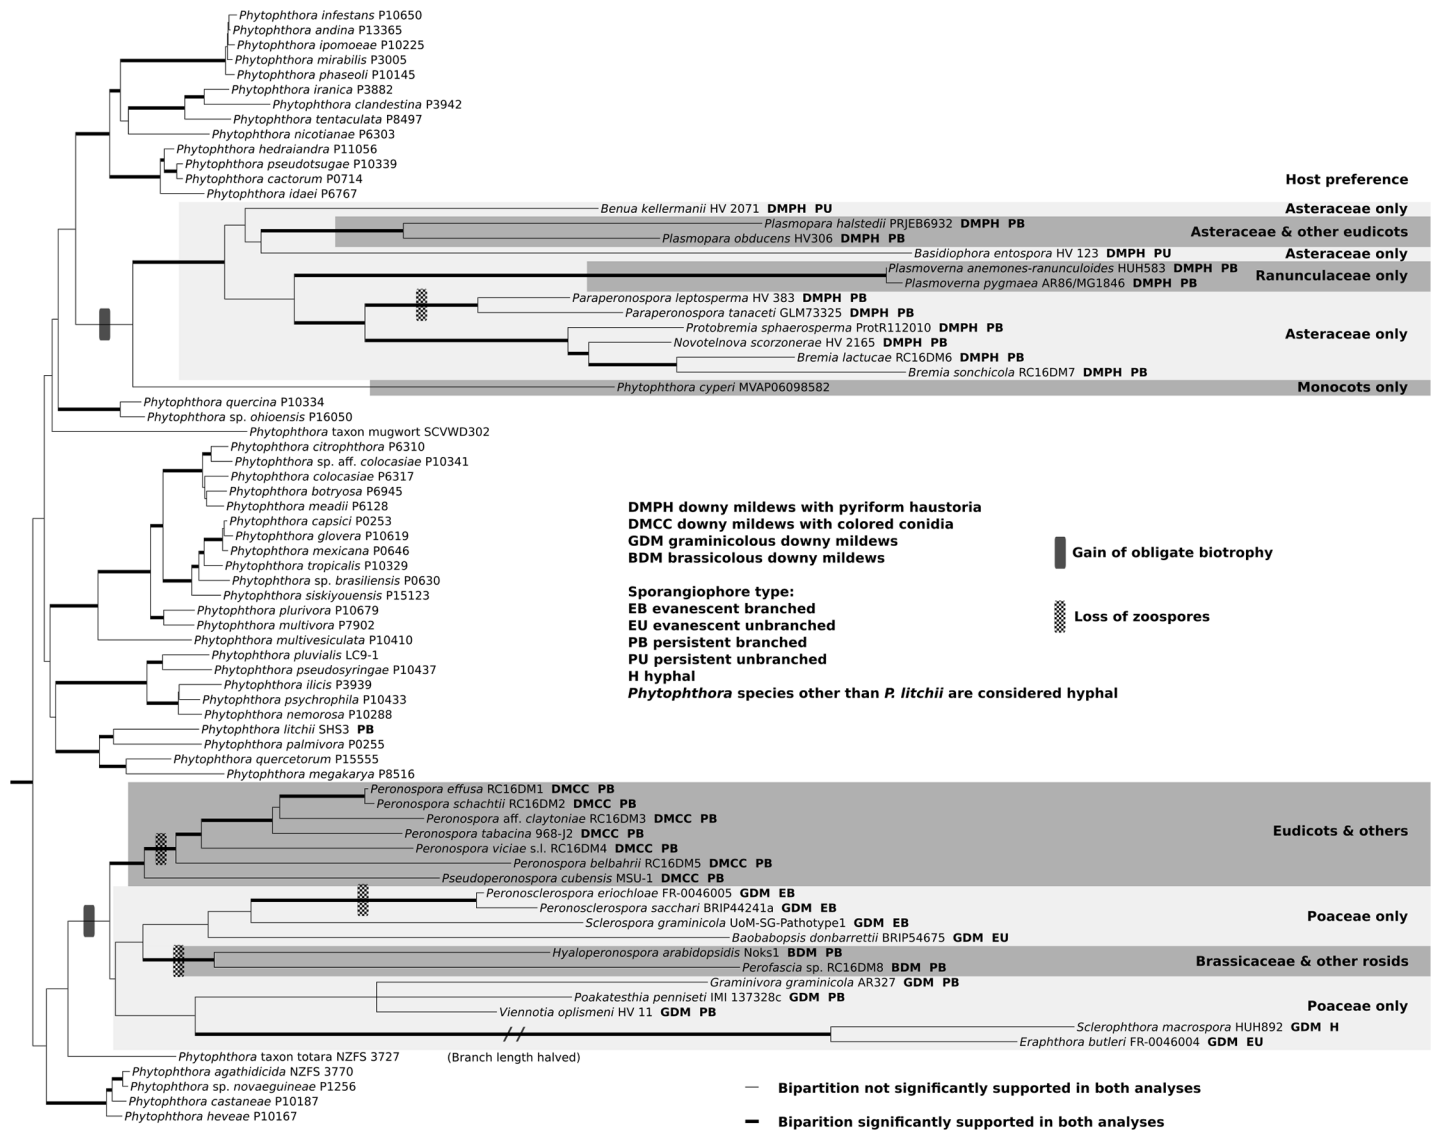 Phytophthora infestans P10650
Phytophthora andina P13365
Phytophthora ipomoeae P10225
Phytophthora mirabilis P3005
Phytophthora phaseoli P10145
Phytophthora iranica P3882
Phytophthora clandestina P3942
Phytophthora tentaculata P8497
Phytophthora nicotianae P6303
Phytophthora hedraiandra P11056
Phytophthora pseudotsugae P10339
Phytophthora cactorum P0714
Phytophthora idaei P6767
Host preference
Benua kellermanii HV 2071 DMPH PU
Asteraceae only
Plasmopara halstedii PRJEB6932 DMPH PB
Plasmopara obducens HV306 DMPH PB
Asteraceae & other eudicots
Basidiophora entospora HV 123 DMPH PU
Asteraceae only
Plasmoverna anemones-ranunculoides HUH583 DMPH PB
Plasmoverna pygmaea AR86/MG1846 DMPH PB
Ranunculaceae only
Paraperonospora leptosperma HV 383 DMPH PB
Paraperonospora tanaceti GLM73325 DMPH PB
Protobremia sphaerosperma ProtR112010 DMPH PB
Novotelnova scorzonerae HV 2165 DMPH PB
Bremia lactucae RC16DM6 DMPH PB
Bremia sonchicola RC16DM7 DMPH PB
Asteraceae only
Phytophthora cyperi MVAP06098582
Monocots only
Phytophthora quercina P10334
Phytophthora sp. ohioensis P16050
Phytophthora taxon mugwort SCVWD302
Phytophthora citrophthora P6310
Phytophthora sp. aff. colocasiae P10341
Phytophthora colocasiae P6317
Phytophthora botryosa P6945
Phytophthora meadii P6128
Phytophthora capsici P0253
Phytophthora glovera P10619
Phytophthora mexicana P0646
Phytophthora tropicalis P10329
Phytophthora sp. brasiliensis P0630
Phytophthora siskiyouensis P15123
Phytophthora plurivora P10679
Phytophthora multivora P7902
Phytophthora multivesiculata P10410
Phytophthora pluvialis LC9-1
Phytophthora pseudosyringae P10437
Phytophthora ilicis P3939
Phytophthora psychrophila P10433
Phytophthora nemorosa P10288
Phytophthora litchii SHS3 PB
Phytophthora palmivora P0255
Phytophthora quercetorum P15555
Phytophthora megakarya P8516
DMPH downy mildews with pyriform haustoria
DMCC downy mildews with colored conidia
GDM graminicolous downy mildews
BDM brassicolous downy mildews
Sporangiophore type:
EB evanescent branched
EU evanescent unbranched
PB persistent branched
PU persistent unbranched
H hyphal
Phytophthora species other than P. litchii are considered hyphal
Gain of obligate biotrophy
Loss of zoospores
Peronospora effusa RC16DM1 DMCC PB
Peronospora schachtii RC16DM2 DMCC PB
Peronospora aff. claytoniae RC16DM3 DMCC PB
Peronospora tabacina 968-J2 DMCC PB
Peronospora viciae s.l. RC16DM4 DMCC PB
Peronospora belbahrii RC16DM5 DMCC PB
Pseudoperonospora cubensis MSU-1 DMCC PB
Eudicots & others
Peronosclerospora eriochloae FR-0046005 GDM EB
Peronosclerospora sacchari BRIP44241a GDM EB
Sclerospora graminicola UoM-SG-Pathotype1 GDM EB
Baobabopsis donbarrettii BRIP54675 GDM EU
Poaceae only
Hyaloperonospora arabidopsidis Noks1 BDM PB
Perofascia sp. RC16DM8 BDM PB
Brassicaceae & other rosids
Graminivora graminicola AR327 GDM PB
Poakatesthia penniseti IMI 137328c GDM PB
Viennotia oplismeni HV 11 GDM PB
Sclerophthora macrospora HUH892 GDM H
Eraphthora butleri FR-0046004 GDM EU
Poaceae only
Phytophthora taxon totara NZFS 3727
(Branch length halved)
Phytophthora agathidicida NZFS 3770
Phytophthora sp. novaeguineae P1256
Phytophthora castaneae P10187
Phytophthora heveae P10167
Bipartition not significantly supported in both analyses
Bipartition significantly supported in both analyses